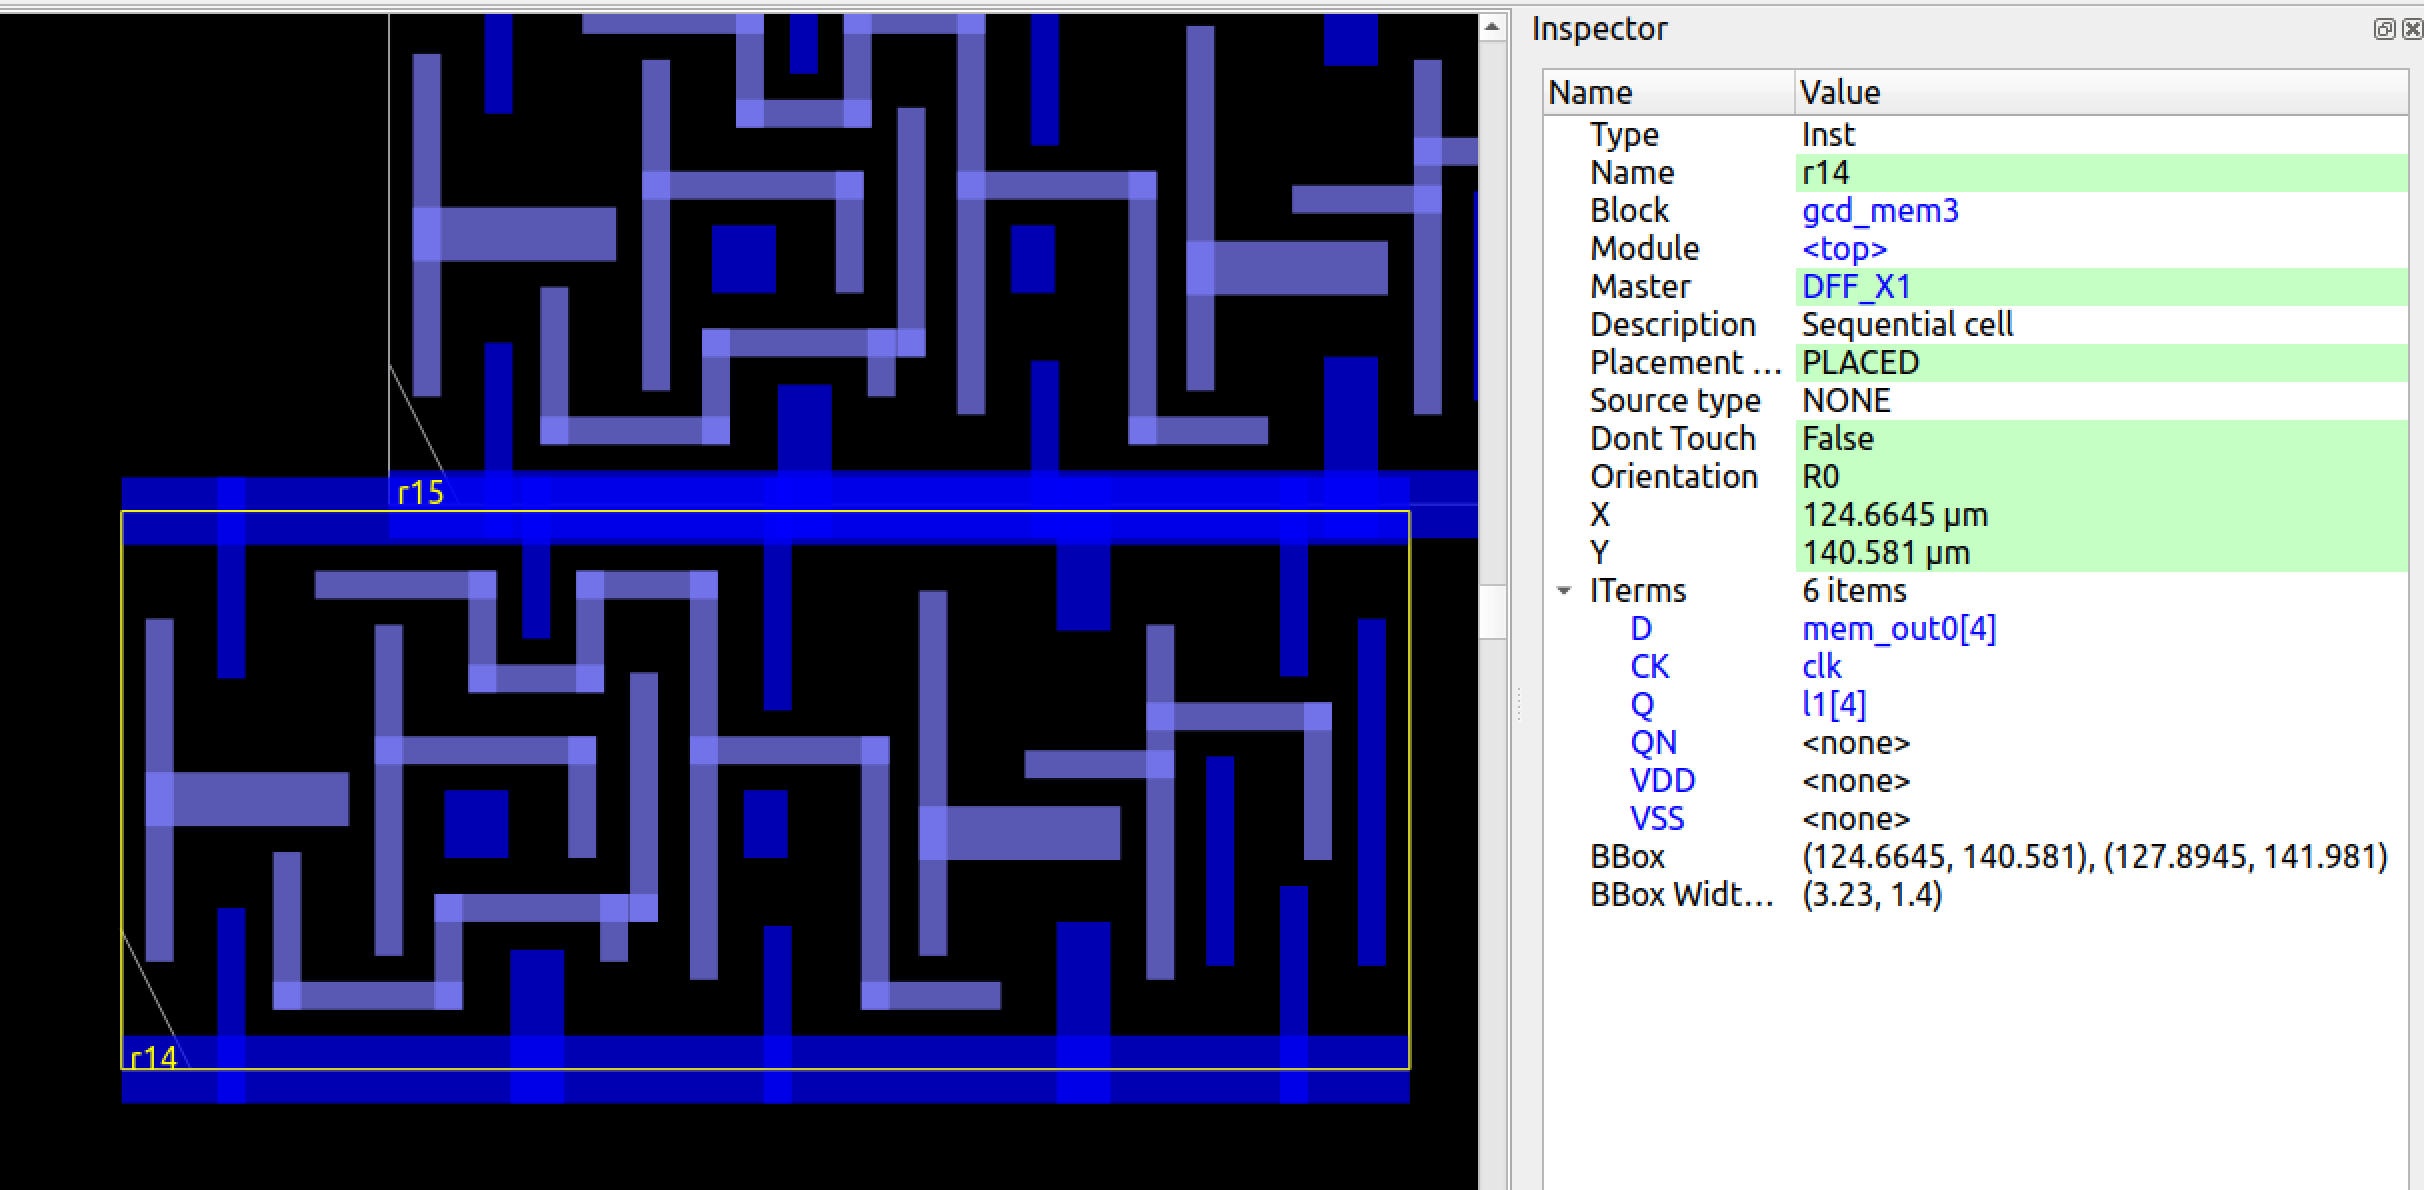 r15
r14
Inspector
Name Value
Type Inst
Name r14
Block gcd_mem3
Module <top>
Master DFF_X1
Description Sequential cell
Placement ... PLACED
Source type NONE
Dont Touch False
Orientation R0
X 124.6645 µm
Y 140.581 µm
ITerms 6 items
D mem_out0[4]
CK clk
Q l1[4]
QN <none>
VDD <none>
VSS <none>
BBox (124.6645, 140.581), (127.8945, 141.981)
BBox Widt... (3.23, 1.4)